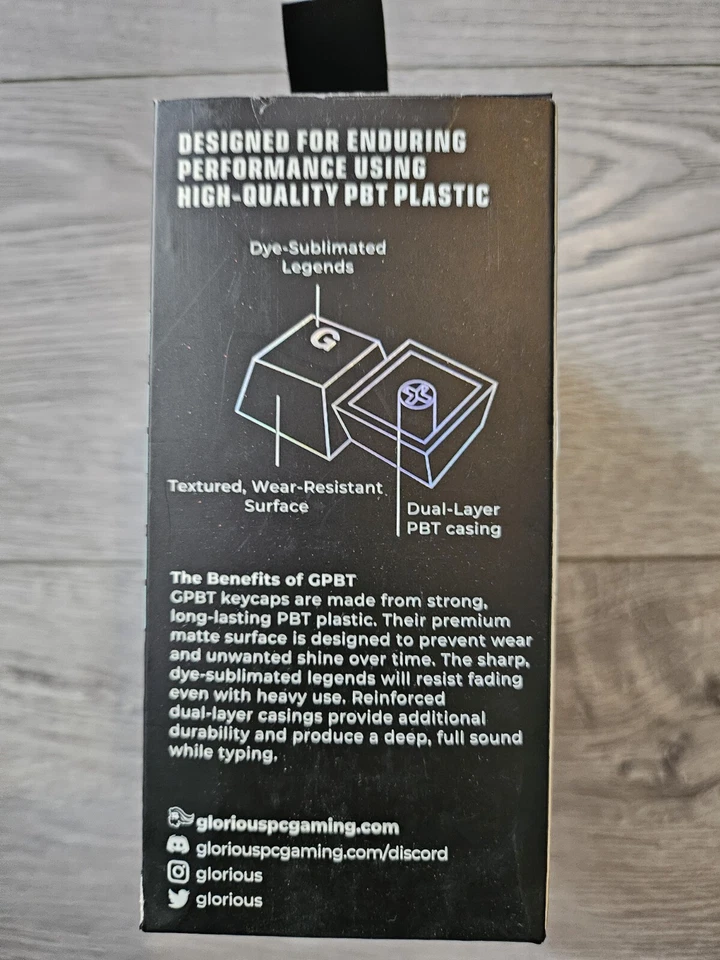 DESIGNED FOR ENDURING
PERFORMANCE USING
HIGH-QUALITY PBT PLASTIC
Dye-Sublimated
Legends
G
Textured, Wear-Resistant
Surface
Dual-Layer
PBT casing
The Benefits of GPBT
GPBT keycaps are made from strong,
long-lasting PBT plastic. Their premium
matte surface is designed to prevent wear
and unwanted shine over time. The sharp,
dye-sublimated legends will resist fading
even with heavy use. Reinforced
dual-layer casings provide additional
durability and produce a deep, full sound
while typing.
gloriouspcgaming.com
gloriouspcgaming.com/discord
glorious
glorious